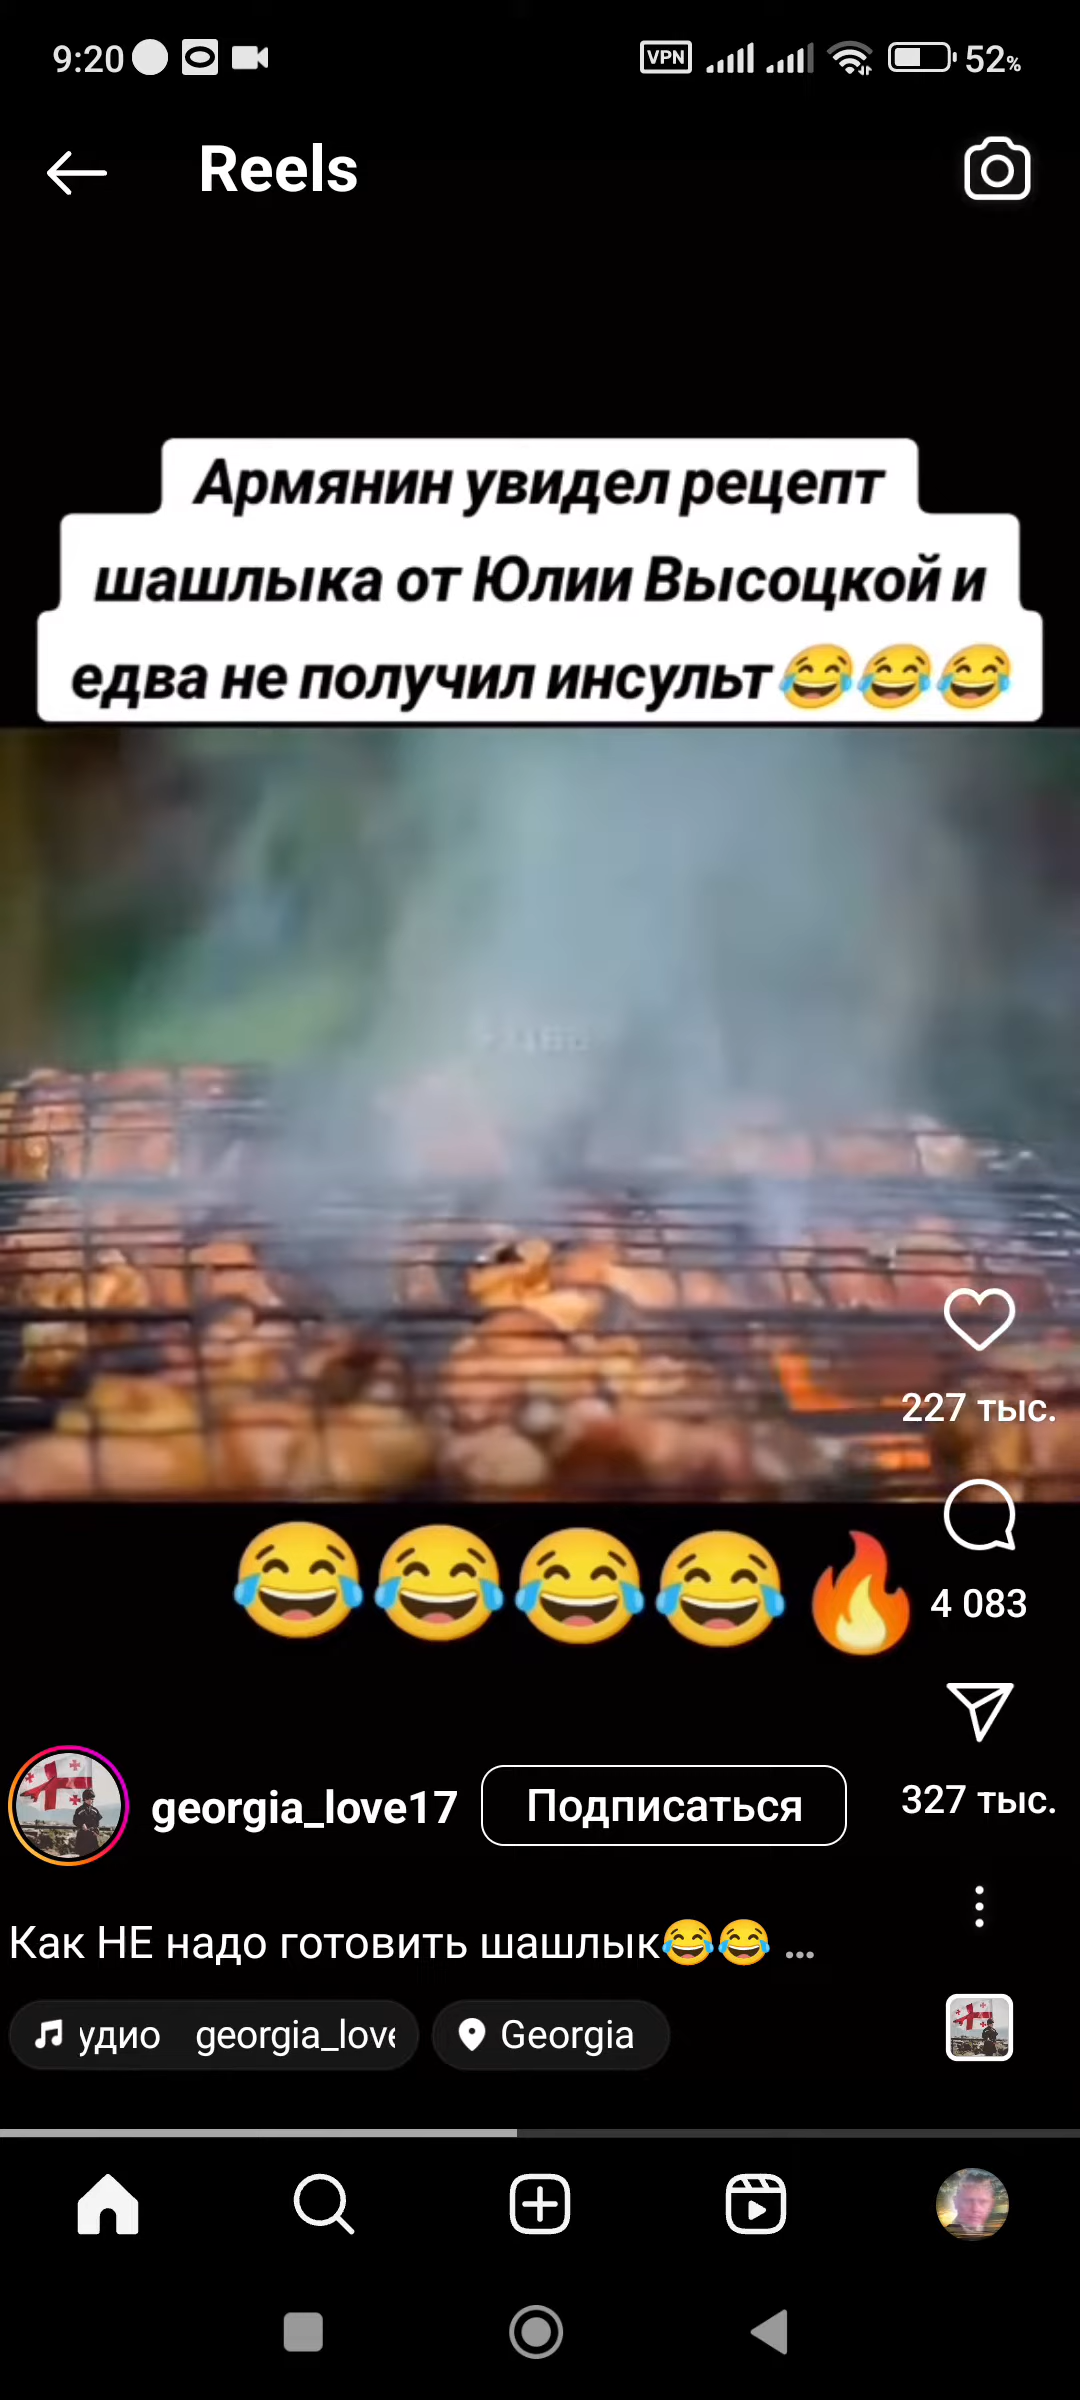 9:20
VPN
52%
Reels
Армянин увидел рецепт
шашлыка от Юлии Высоцкой и
едва не получил инсульт😂😂😂
227 тыс.
😂😂😂😂🔥
4 083
georgia_love17 Подписаться
327 тыс.
Как НЕ надо готовить шашлык😂😂 ...
удио georgia_love
Georgia